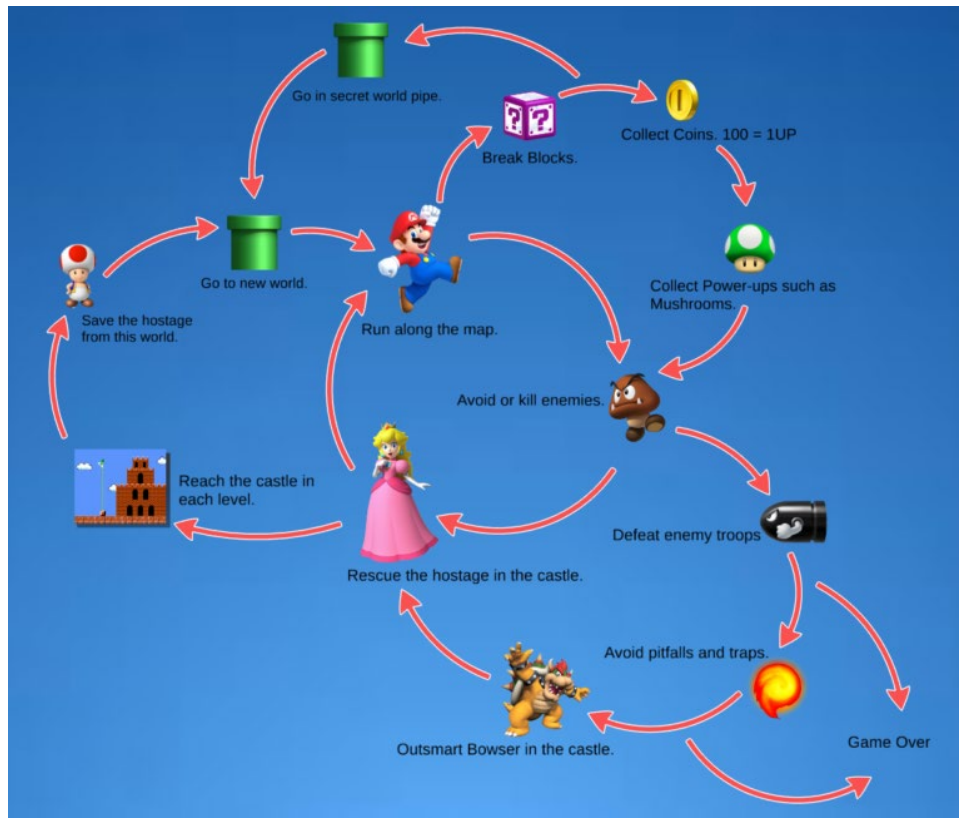 Go in secret world pipe.
Break Blocks.
Collect Coins. 100 = 1UP
Go to new world.
Save the hostage
from this world.
Run along the map.
Collect Power-ups such as
Mushrooms.
Avoid or kill enemies.
Reach the castle in
each level.
Rescue the hostage in the castle.
Defeat enemy troops
Avoid pitfalls and traps.
Outsmart Bowser in the castle.
Game Over